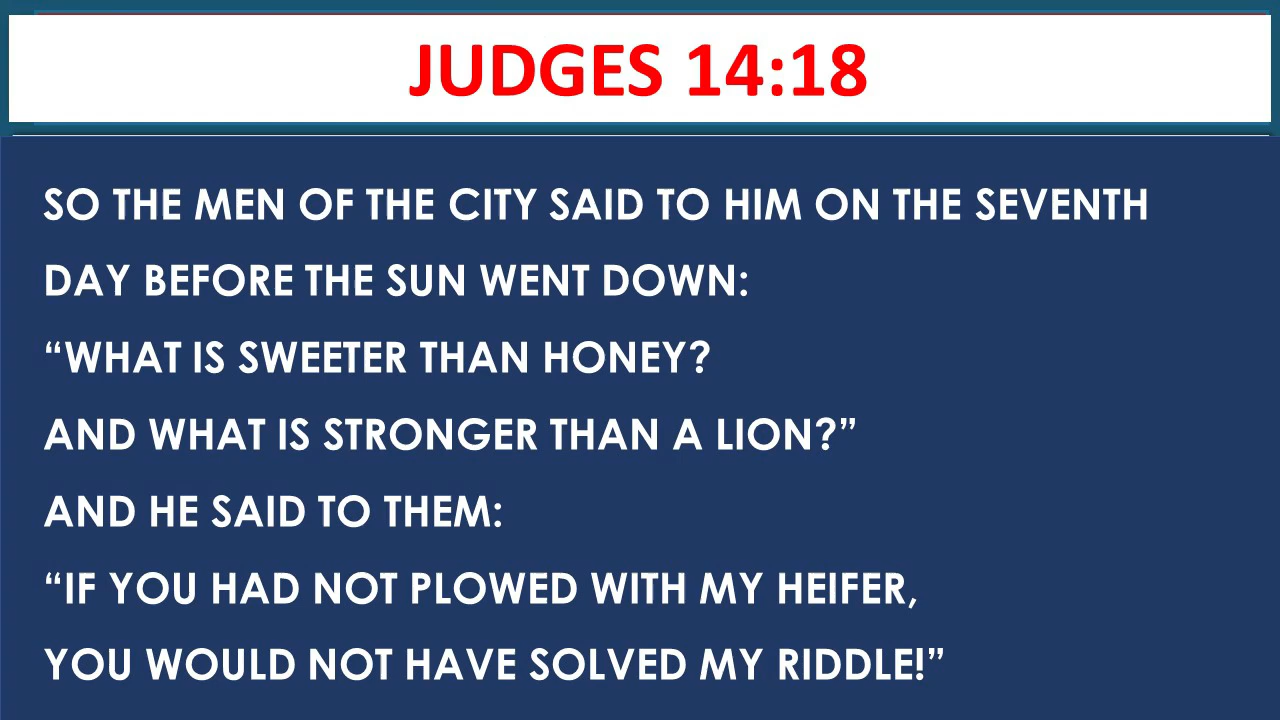 JUDGES 14:18
SO THE MEN OF THE CITY SAID TO HIM ON THE SEVENTH
DAY BEFORE THE SUN WENT DOWN:
“WHAT IS SWEETER THAN HONEY?
AND WHAT IS STRONGER THAN A LION?”
AND HE SAID TO THEM:
“IF YOU HAD NOT PLOWED WITH MY HEIFER,
YOU WOULD NOT HAVE SOLVED MY RIDDLE!”